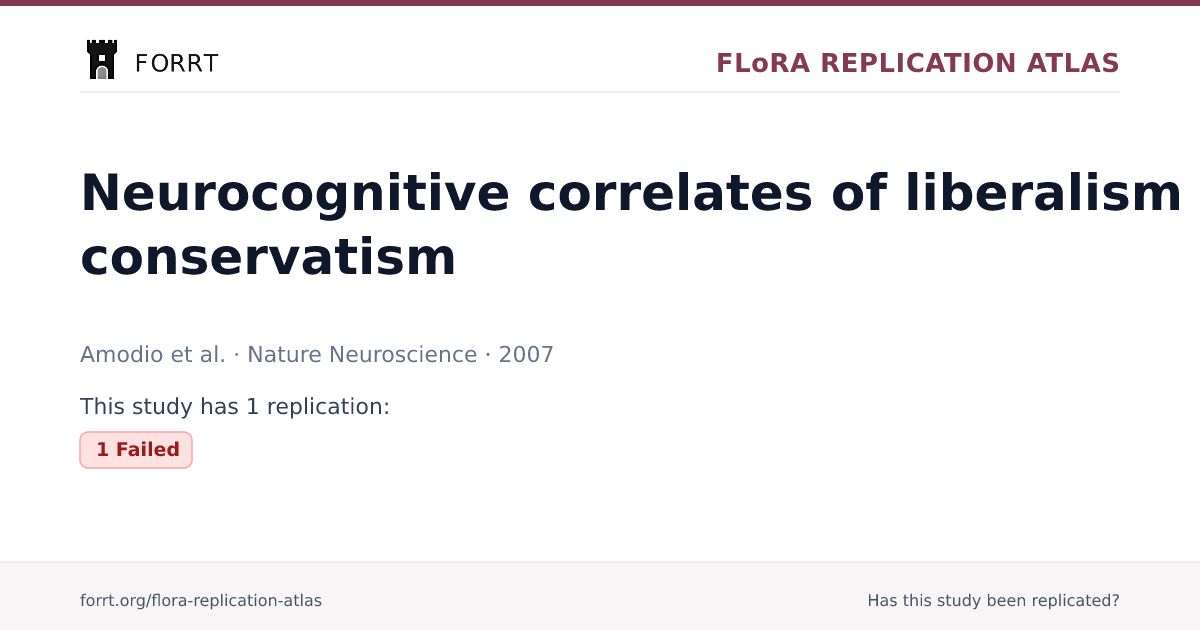 FORRT
FLoRA REPLICATION ATLAS
Neurocognitive correlates of liberalism
conservatism
Amodio et al. · Nature Neuroscience · 2007
This study has 1 replication:
1 Failed
forrt.org/flora-replication-atlas
Has this study been replicated?